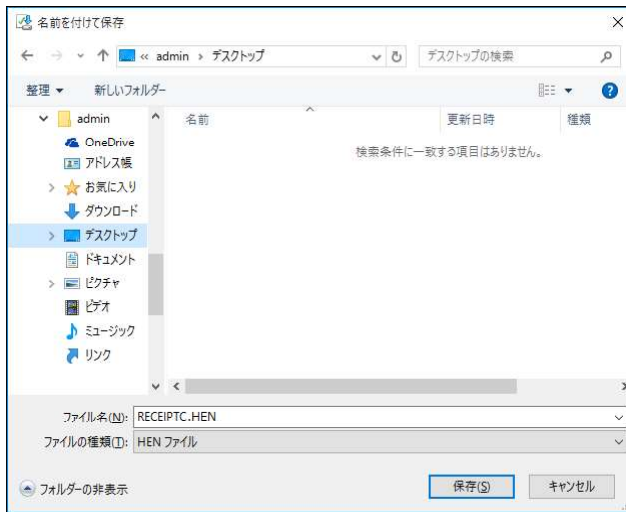 名前を付けて保存
« admin › デスクトップ
デスクトップの検索
整理 ▼ 新しいフォルダー
名前 更新日時 種類
検索条件に一致する項目はありません。
admin
OneDrive
アドレス帳
お気に入り
ダウンロード
デスクトップ
ドキュメント
ピクチャ
ビデオ
ミュージック
リンク
ファイル名(N): RECEIPTC.HEN
ファイルの種類(T): HEN ファイル
フォルダーの非表示
保存(S) キャンセル